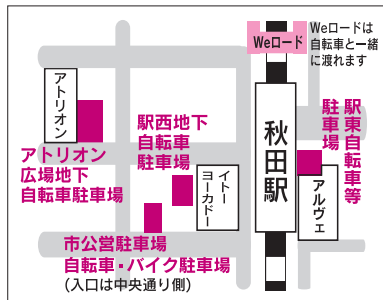 Weロード
Weロードは
自転車と一緒
に渡れます
アトリオン
アトリオン
広場地下
自転車駐車場
駅西地下
自転車
駐車場
イトー
ヨーカドー
秋田駅
駅東自転車等
駐車場
アルヴェ
市公営駐車場
自転車・バイク駐車場
(入口は中央通り側)